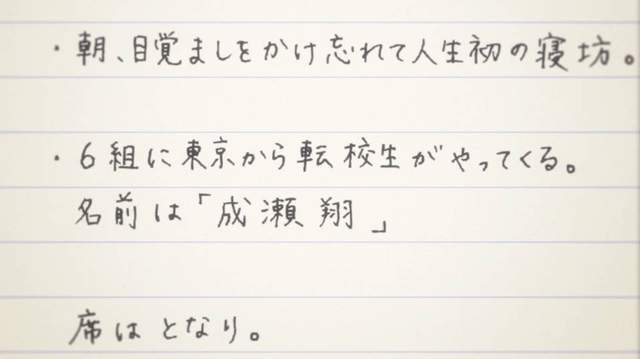 ・朝、目覚ましをかけ忘れて人生初の寝坊。
・6組に東京から転校生がやってくる。
名前は「成瀬 翔」
席はとなり。